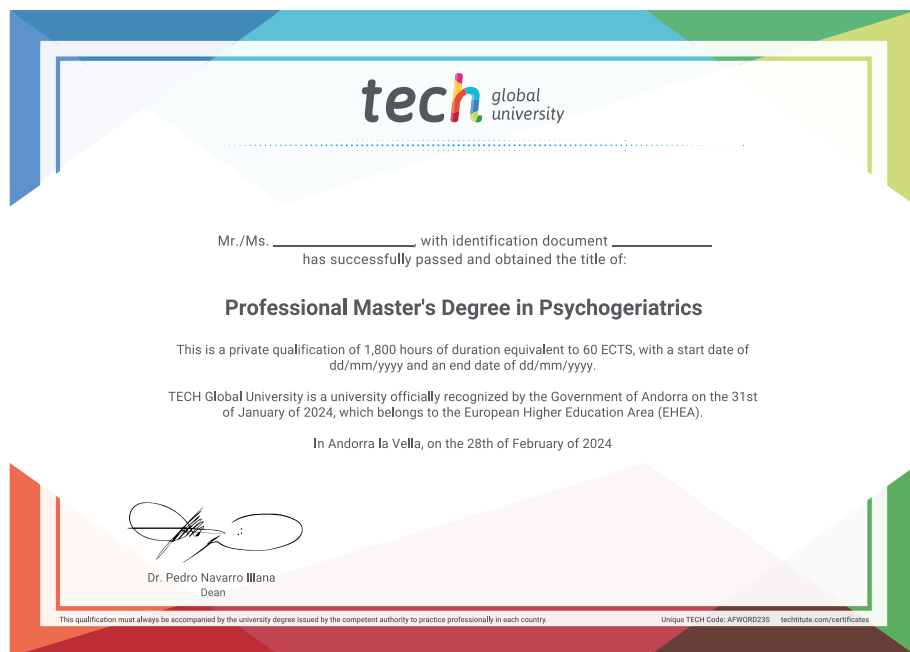 tech global
university
Mr./Ms. ____________, with identification document ____________
has successfully passed and obtained the title of:
Professional Master's Degree in Psychogeriatrics
This is a private qualification of 1,800 hours of duration equivalent to 60 ECTS, with a start date of
dd/mm/yyyy and an end date of dd/mm/yyyy.
TECH Global University is a university officially recognized by the Government of Andorra on the 31st
of January of 2024, which belongs to the European Higher Education Area (EHEA).
In Andorra la Vella, on the 28th of February of 2024
Dr. Pedro Navarro Illana
Dean
This qualification must always be accompanied by the university degree issued by the competent authority to practice professionally in each country.
Unique TECH Code: AFWORD23S techtitute.com/certificates